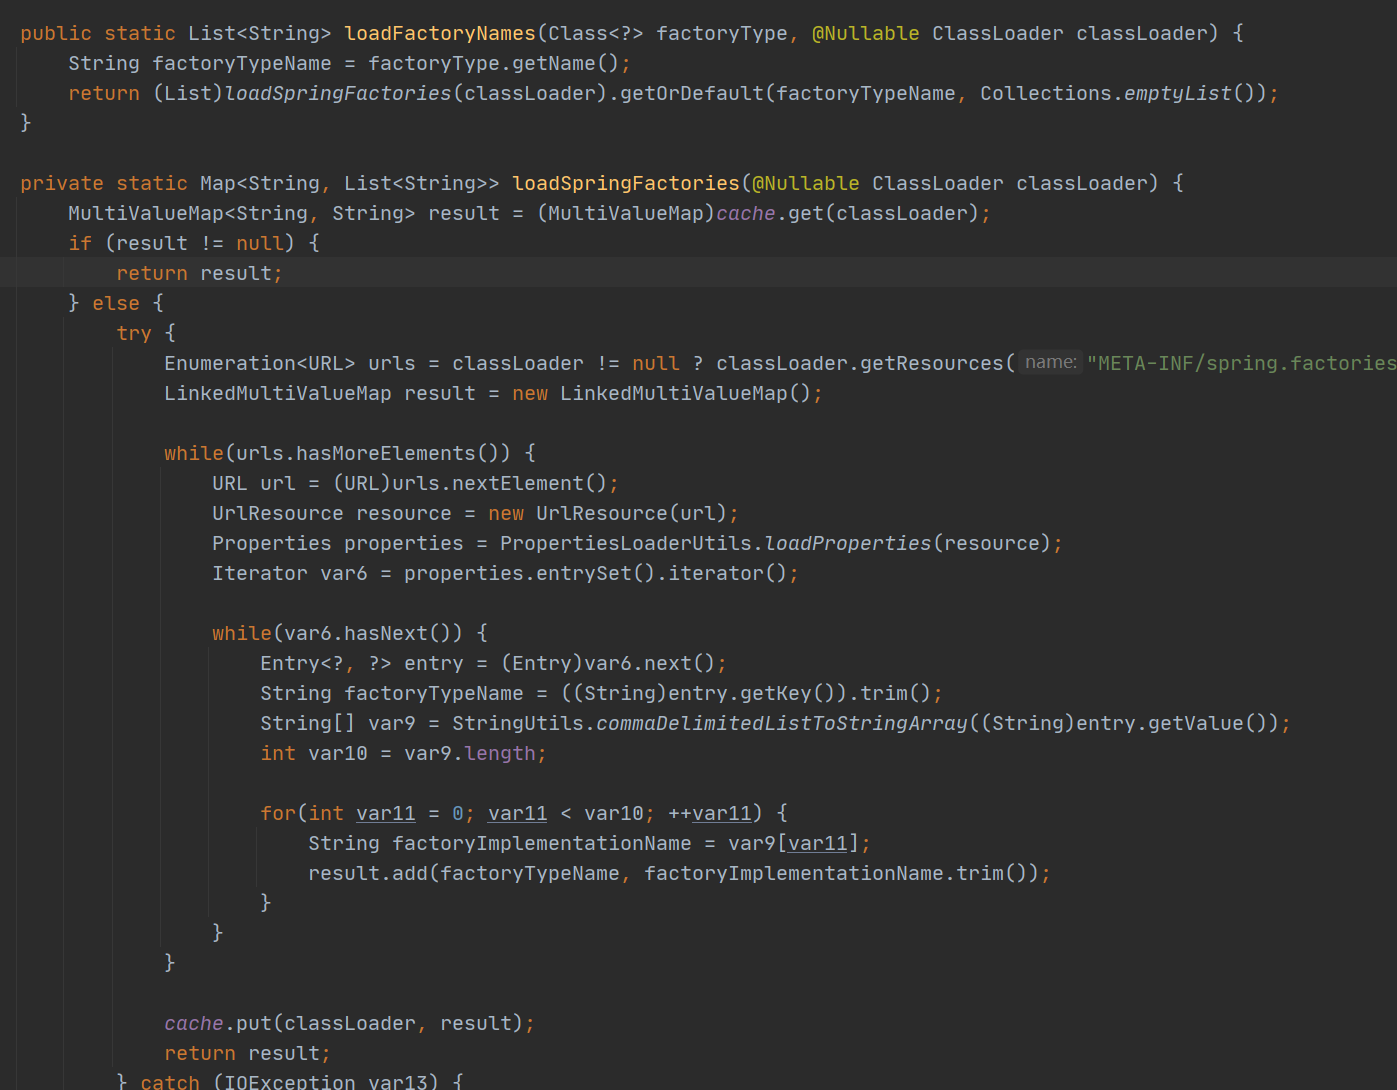 public static List<String> loadFactoryNames(Class<?> factoryType, @Nullable ClassLoader classLoader) {
    String factoryTypeName = factoryType.getName();
    return (List)loadSpringFactories(classLoader).getOrDefault(factoryTypeName, Collections.emptyList());
}

private static Map<String, List<String>> loadSpringFactories(@Nullable ClassLoader classLoader) {
    MultiValueMap<String, String> result = (MultiValueMap)cache.get(classLoader);
    if (result != null) {
        return result;
    } else {
        try {
            Enumeration<URL> urls = classLoader != null ? classLoader.getResources( name: "META-INF/spring.factories
            LinkedMultiValueMap result = new LinkedMultiValueMap();

            while(urls.hasMoreElements()) {
                URL url = (URL)urls.nextElement();
                UrlResource resource = new UrlResource(url);
                Properties properties = PropertiesLoaderUtils.loadProperties(resource);
                Iterator var6 = properties.entrySet().iterator();

                while(var6.hasNext()) {
                    Entry<?, ?> entry = (Entry)var6.next();
                    String factoryTypeName = ((String)entry.getKey()).trim();
                    String[] var9 = StringUtils.commaDelimitedListToStringArray((String)entry.getValue());
                    int var10 = var9.length;

                    for(int var11 = 0; var11 < var10; ++var11) {
                        String factoryImplementationName = var9[var11];
                        result.add(factoryTypeName, factoryImplementationName.trim());
                    }
                }
            }

            cache.put(classLoader, result);
            return result;
        } catch (IOException var13) {